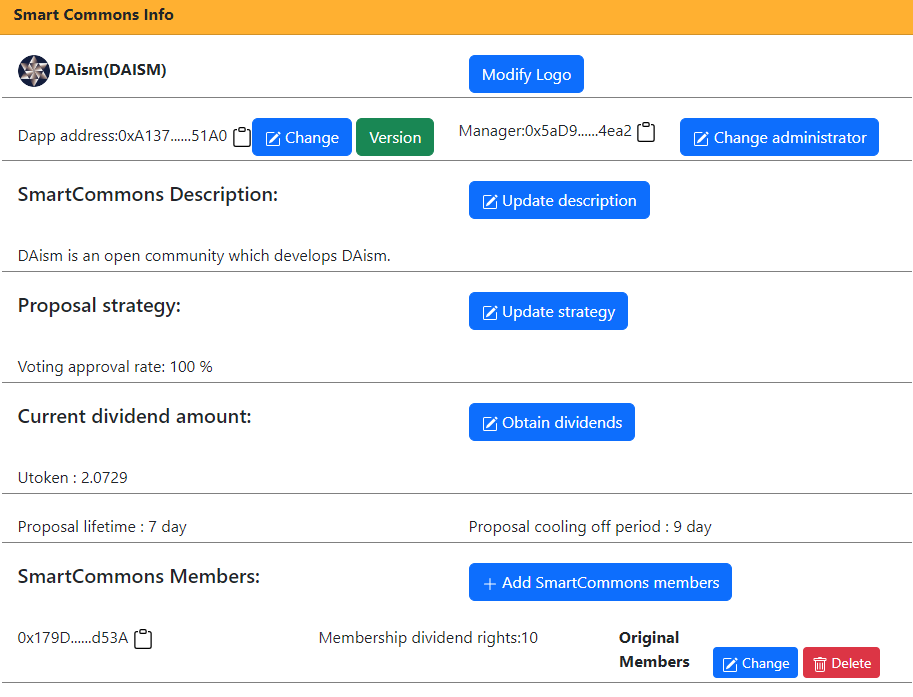 Smart Commons Info
DAism(DAISM)
Modify Logo
Dapp address:0xA137......51A0
Change
Version
Manager:0x5aD9......4ea2
Change administrator
SmartCommons Description:
Update description
DAism is an open community which develops DAism.
Proposal strategy:
Update strategy
Voting approval rate: 100 %
Current dividend amount:
Obtain dividends
Utoken : 2.0729
Proposal lifetime : 7 day
Proposal cooling off period : 9 day
SmartCommons Members:
Add SmartCommons members
0x179D......d53A
Membership dividend rights:10
Original
Members
Change
Delete